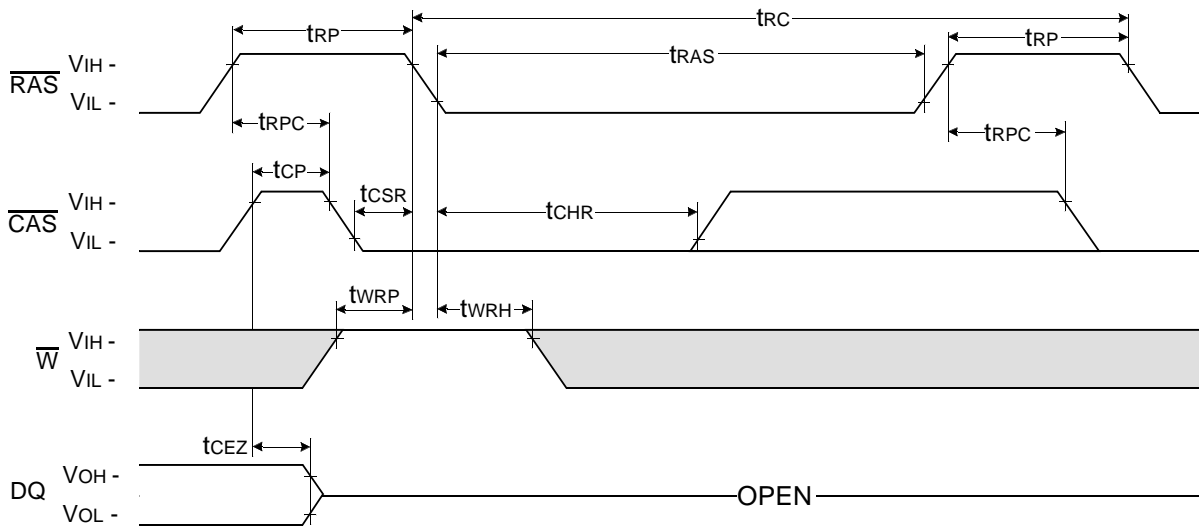 tRP
tRC
tRAS
tRP
RAS
VIH -
VIL -
tRPC
tRPC
tCP
tCSR
tCHR
CAS
VIH -
VIL -
tWRP
tWRH
W
VIH -
VIL -
tCEZ
DQ
VOH -
VOL -
OPEN